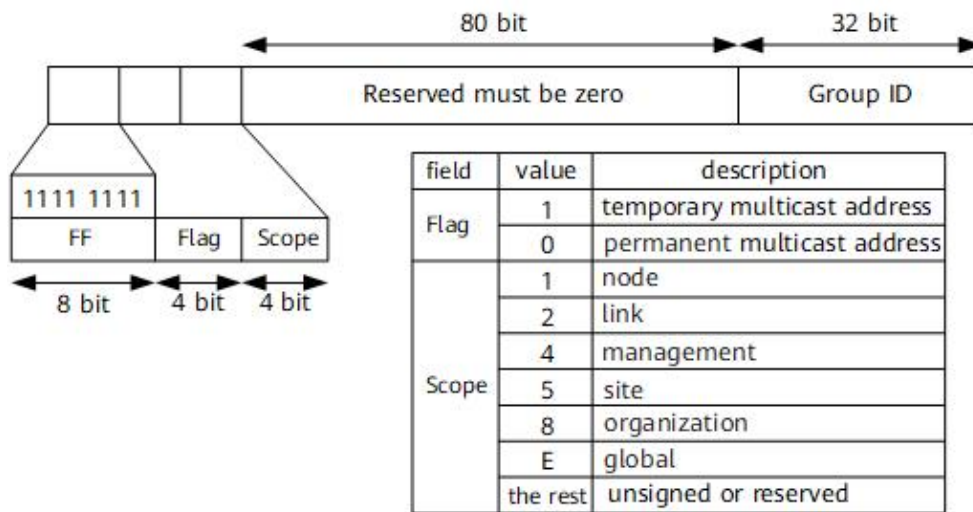 80 bit 32 bit
Reserved must be zero Group ID
1111 1111
FF Flag Scope
8 bit 4 bit 4 bit
field value description
Flag 1 temporary multicast address
0 permanent multicast address
Scope 1 node
2 link
4 management
5 site
8 organization
E global
the rest unsigned or reserved